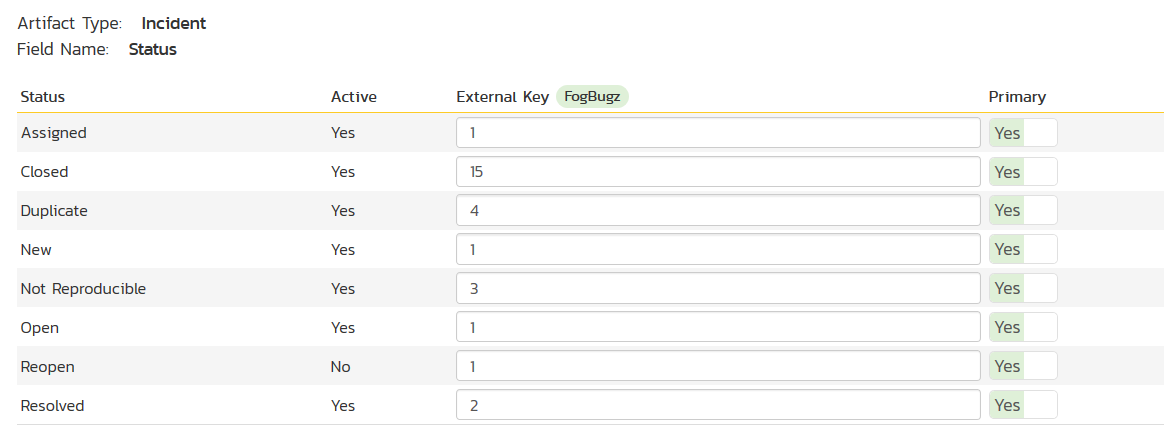 Artifact Type: Incident
Field Name: Status
Status Active External Key FogBugz Primary
Assigned Yes 1 Yes
Closed Yes 15 Yes
Duplicate Yes 4 Yes
New Yes 1 Yes
Not Reproducible Yes 3 Yes
Open Yes 1 Yes
Reopen No 1 Yes
Resolved Yes 2 Yes